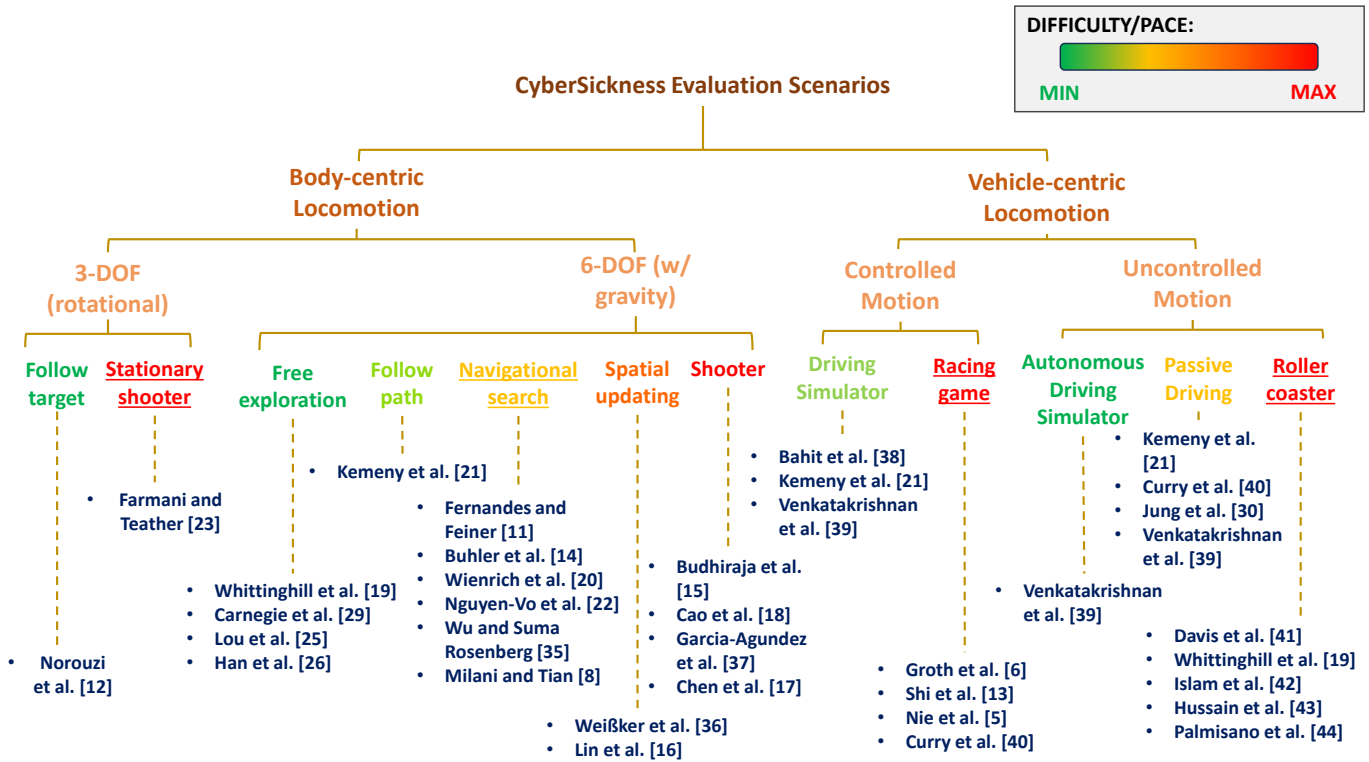 DIFFICULTY/PACE:
MIN
MAX
CyberSickness Evaluation Scenarios
Body-centric
Locomotion
Vehicle-centric
Locomotion
3-DOF
(rotational)
6-DOF (w/
gravity)
Controlled
Motion
Uncontrolled
Motion
Follow
target
Stationary
shooter
Free
exploration
Follow
path
Navigational
search
Spatial
updating
Shooter
Driving
Simulator
Racing
game
Autonomous
Driving
Simulator
Passive
Driving
Roller
coaster
• Norouzi
et al. [12]
• Farmani and
Teather [23]
• Whittinghill et al. [19]
• Carnegie et al. [29]
• Lou et al. [25]
• Han et al. [26]
• Kemeny et al. [21]
• Fernandes and
Feiner [11]
• Buhler et al. [14]
• Wienrich et al. [20]
• Nguyen-Vo et al. [22]
• Wu and Suma
Rosenberg [35]
• Milani and Tian [8]
• Weißker et al. [36]
• Lin et al. [16]
• Budhiraja et al.
[15]
• Cao et al. [18]
• Garcia-Agundez
et al. [37]
• Chen et al. [17]
• Bahit et al. [38]
• Kemeny et al. [21]
• Venkatakrishnan
et al. [39]
• Groth et al. [6]
• Shi et al. [13]
• Nie et al. [5]
• Curry et al. [40]
• Venkatakrishnan
et al. [39]
• Kemeny et al.
[21]
• Curry et al. [40]
• Jung et al. [30]
• Venkatakrishnan
et al. [39]
• Davis et al. [41]
• Whittinghill et al. [19]
• Islam et al. [42]
• Hussain et al. [43]
• Palmisano et al. [44]